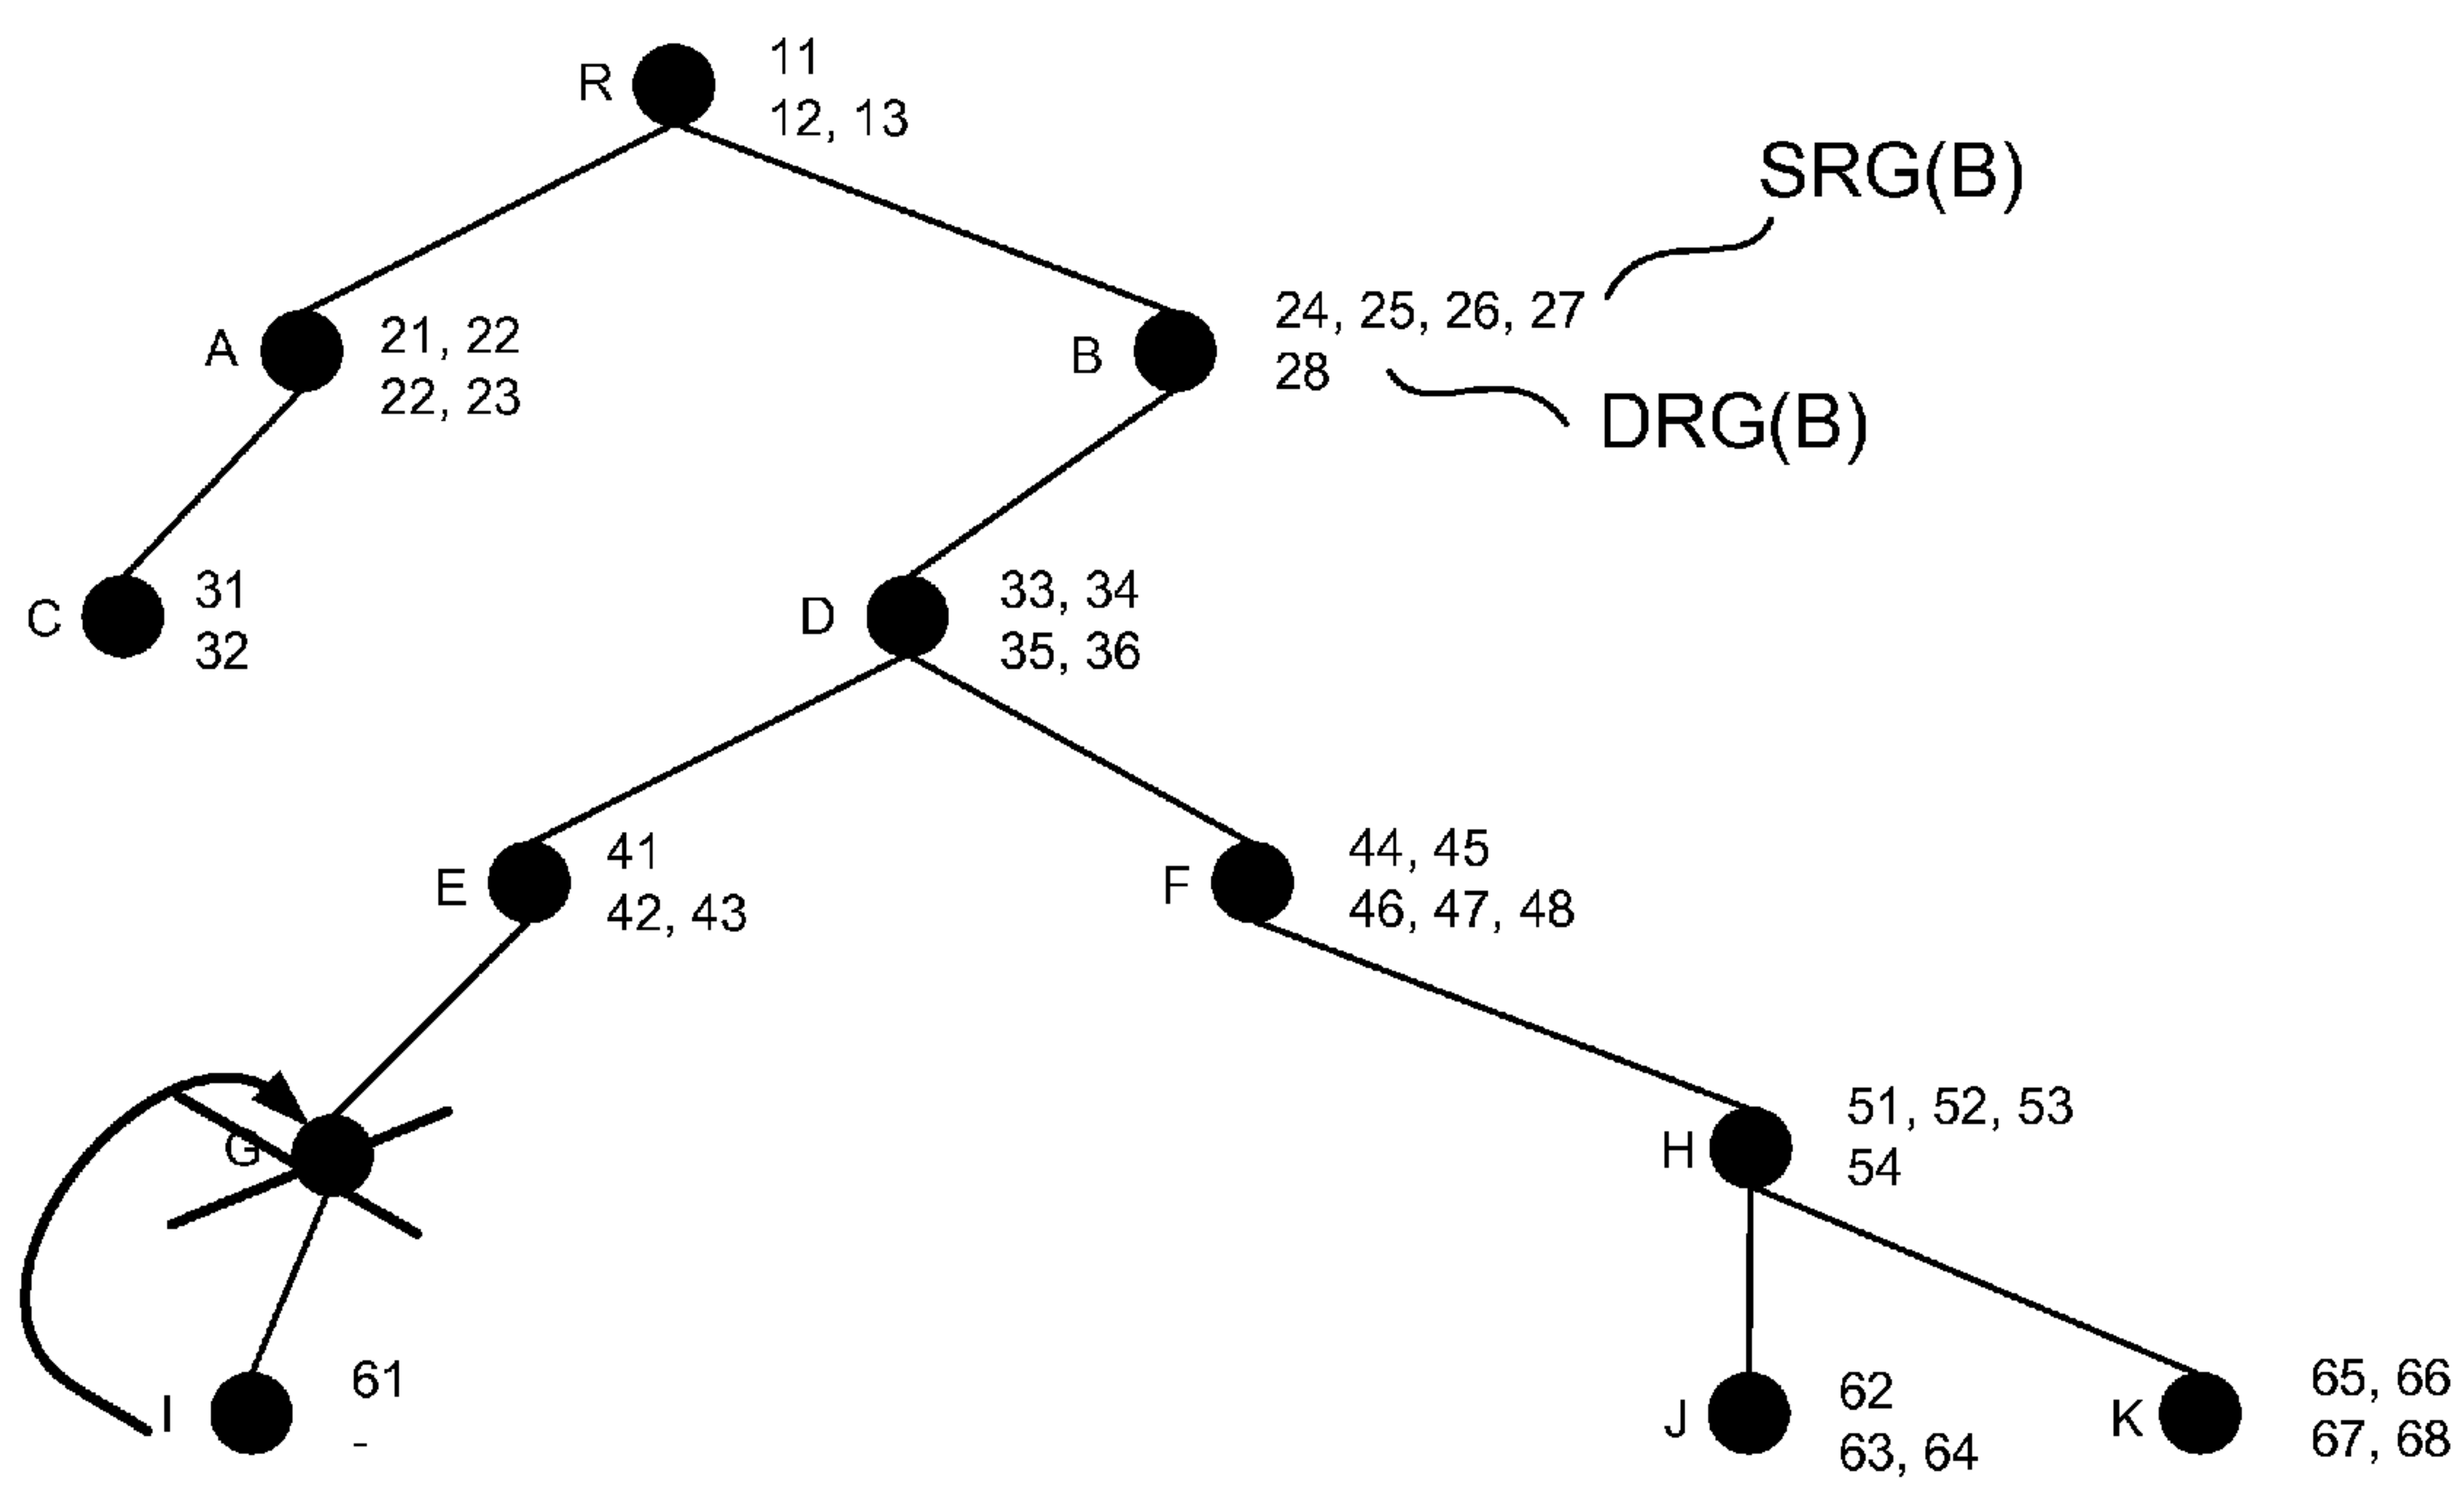 R
11
12, 13
SRG(B)
A
21, 22
22, 23
B
24, 25, 26, 27
28
DRG(B)
C
31
32
D
33, 34
35, 36
E
41
42, 43
F
44, 45
46, 47, 48
G
H
51, 52, 53
54
I
61
-
J
62
63, 64
K
65, 66
67, 68